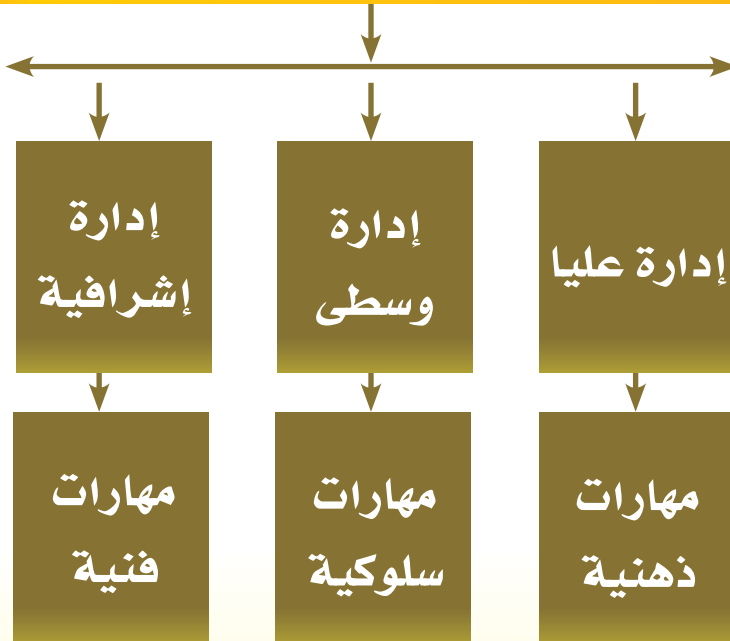 إدارة عليا
إدارة
وسطى
إدارة
إشرافية
مهارات
ذهنية
مهارات
سلوكية
مهارات
فنية